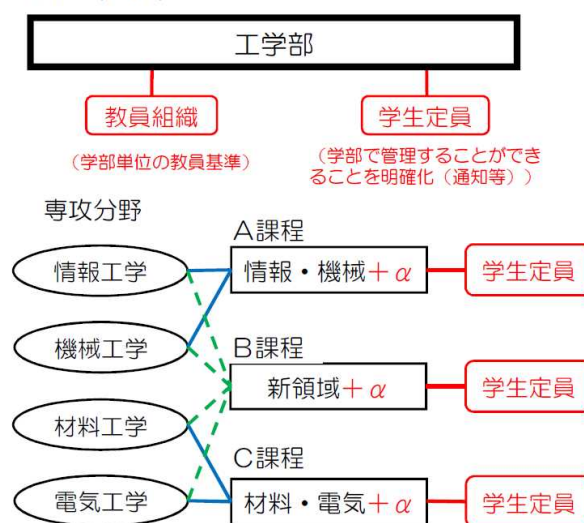 工学部
教員組織
学生定員
(学部単位の教員基準)
(学部で管理することができ
ることを明確化(通知等))
専攻分野
A課程
情報工学
情報・機械+α
学生定員
機械工学
B課程
新領域+α
学生定員
材料工学
C課程
電気工学
材料・電気+α
学生定員